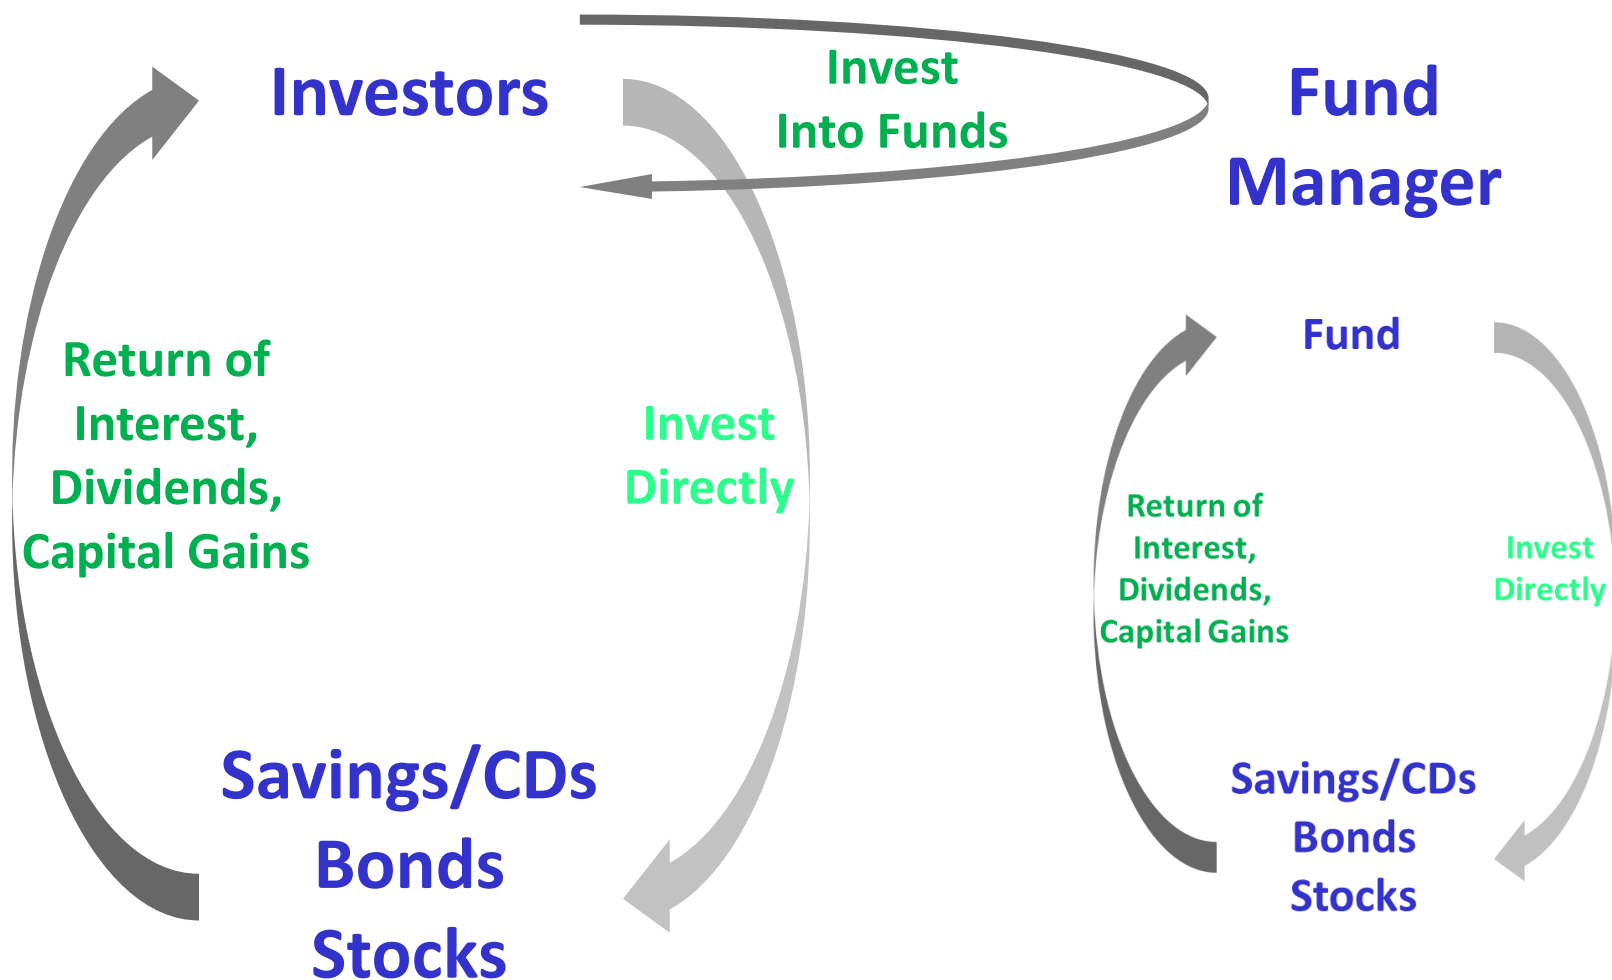 Investors
Invest
Into Funds
Fund
Manager
Return of
Interest,
Dividends,
Capital Gains
Invest
Directly
Savings/CDs
Bonds
Stocks
Fund
Return of
Interest,
Dividends,
Capital Gains
Invest
Directly
Savings/CDs
Bonds
Stocks